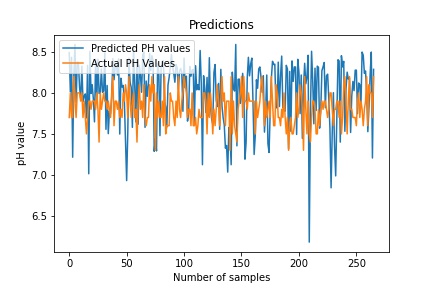 Predictions
Predicted PH values
Actual PH Values
8.5
8.0
7.5
7.0
6.5
pH value
0
50
100
150
200
250
Number of samples